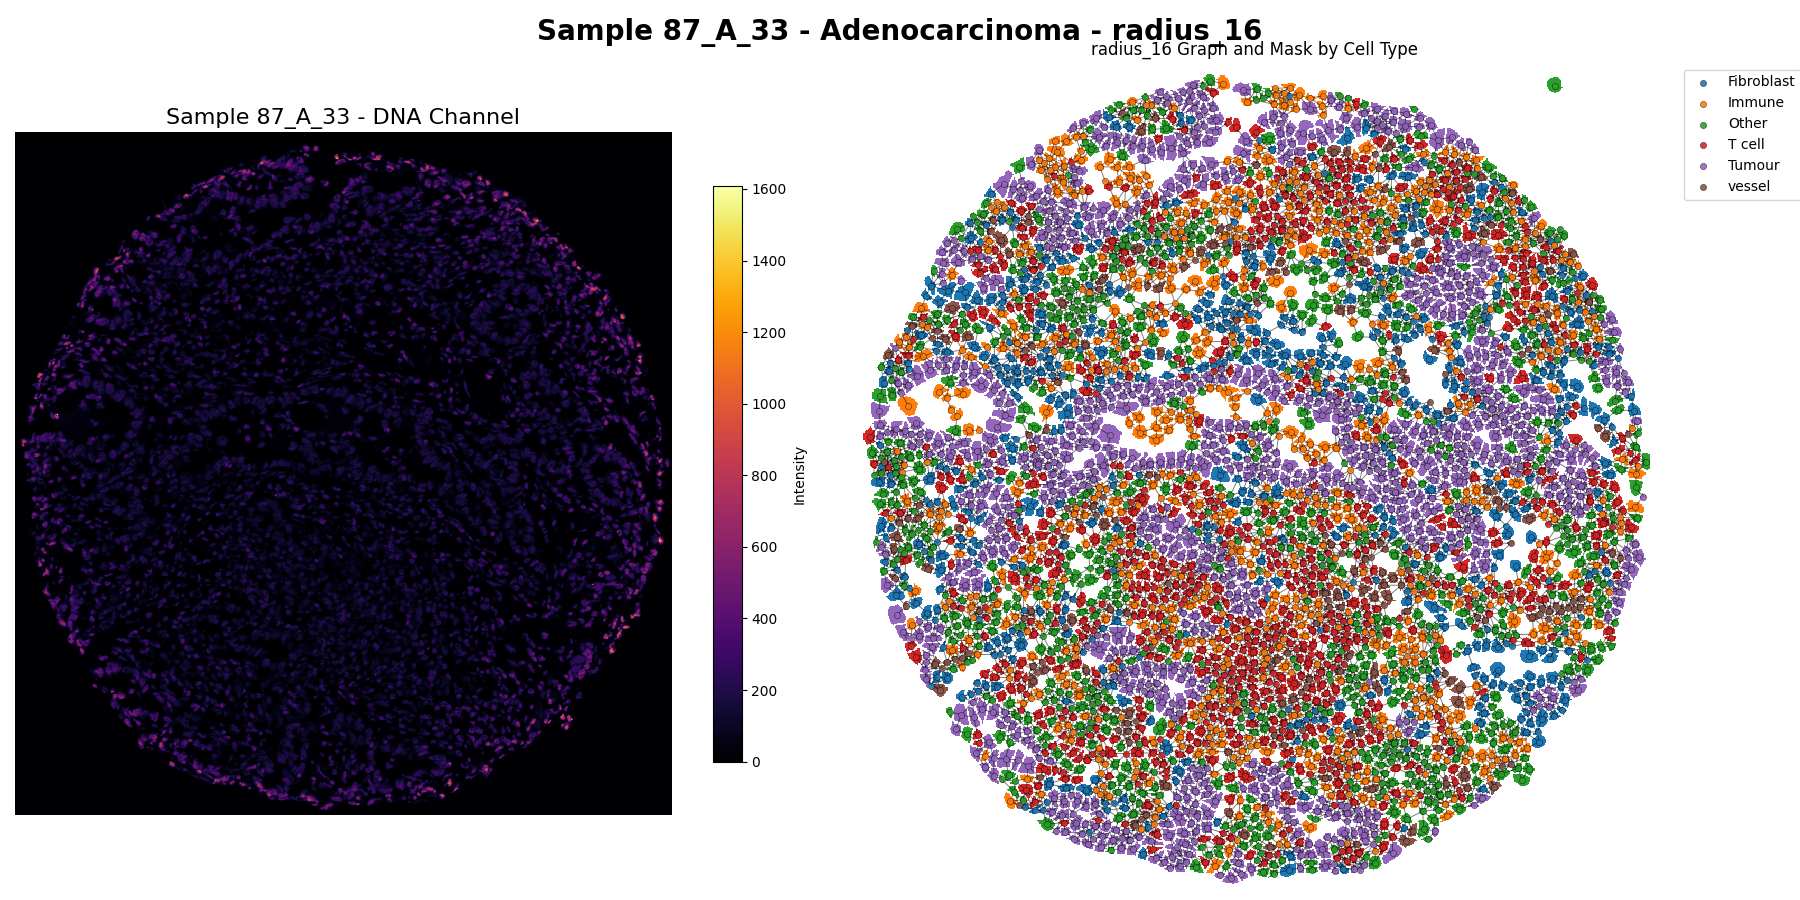 Sample 87_A_33 - Adenocarcinoma - radius_16
Sample 87_A_33 - DNA Channel
1600
1400
1200
1000
800
600
400
200
0
Intensity
radius_16 Graph and Mask by Cell Type
Fibroblast
Immune
Other
T cell
Tumour
vessel